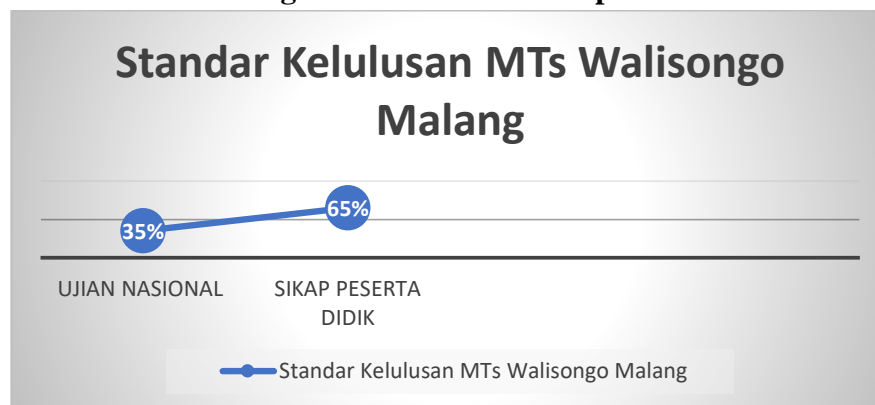 Standar Kelulusan MTs Walisongo
Malang
35%
65%
UJIAN NASIONAL
SIKAP PESERTA
DIDIK
Standar Kelulusan MTs Walisongo Malang